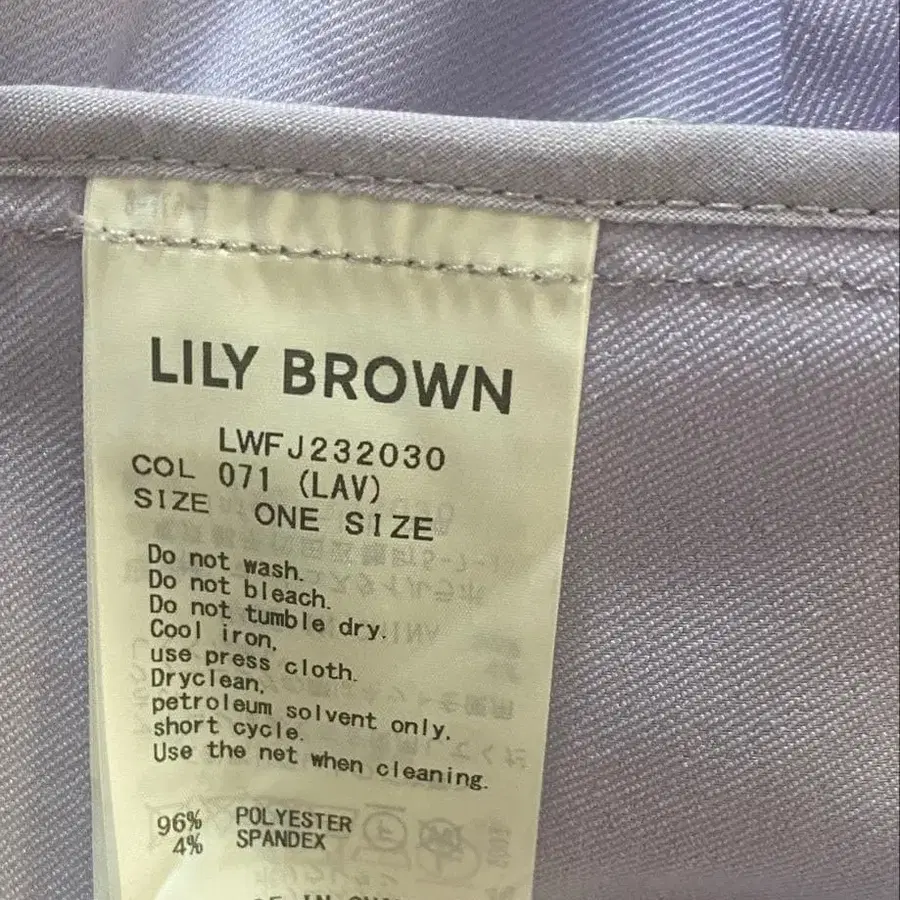 LILY BROWN
LWFJ232030
COL 071 (LAV)
SIZE ONE SIZE
Do not wash.
Do not bleach.
Do not tumble dry.
Cool iron,
use press cloth.
Dryclean,
petroleum solvent only,
short cycle.
Use the net when cleaning.
96% POLYESTER
4% SPANDEX